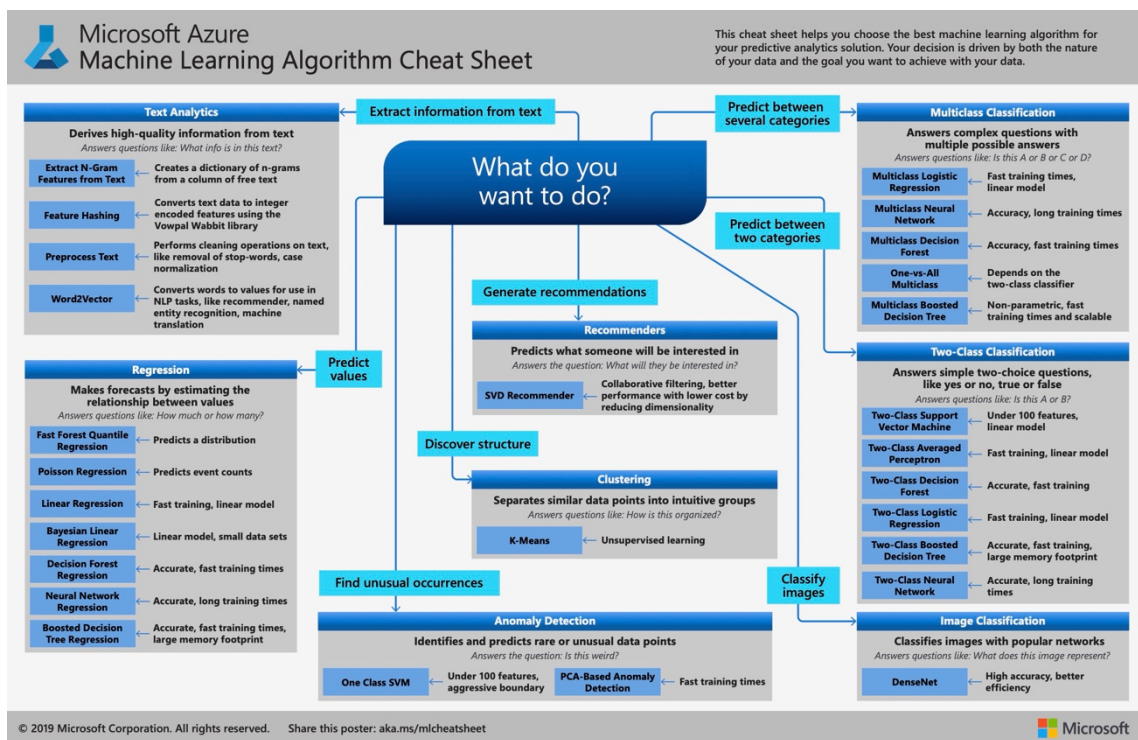 Microsoft Azure
Machine Learning Algorithm Cheat Sheet
This cheat sheet helps you choose the best machine learning algorithm for
your predictive analytics solution. Your decision is driven by both the nature
of your data and the goal you want to achieve with your data.
What do you
want to do?
Extract information from text
Text Analytics
Derives high-quality information from text
Answers questions like: What info is in this text?
Extract N-Gram
Features from Text
Creates a dictionary of n-grams
from a column of free text
Feature Hashing
Converts text data to integer
encoded features using the
Vowpal Wabbit library
Preprocess Text
Performs cleaning operations on text,
like removal of stop-words, case
normalization
Word2Vector
Converts words to values for use in
NLP tasks, like recommender, named
entity recognition, machine
translation
Predict
values
Regression
Makes forecasts by estimating the
relationship between values
Answers questions like: How much or how many?
Fast Forest Quantile
Regression
Predicts a distribution
Poisson Regression
Predicts event counts
Linear Regression
Fast training, linear model
Bayesian Linear
Regression
Linear model, small data sets
Decision Forest
Regression
Accurate, fast training times
Neural Network
Regression
Accurate, long training times
Boosted Decision
Tree Regression
Accurate, fast training times,
large memory footprint
Generate recommendations
Recommenders
Predicts what someone will be interested in
Answers the question: What will they be interested in?
SVD Recommender
Collaborative filtering, better
performance with lower cost by
reducing dimensionality
Discover structure
Clustering
Separates similar data points into intuitive groups
Answers questions like: How is this organized?
K-Means
Unsupervised learning
Find unusual occurrences
Anomaly Detection
Identifies and predicts rare or unusual data points
Answers the question: Is this weird?
One Class SVM
Under 100 features,
aggressive boundary
PCA-Based Anomaly
Detection
Fast training times
Predict between
several categories
Multiclass Classification
Answers complex questions with
multiple possible answers
Answers questions like: Is this A or B or C or D?
Multiclass Logistic
Regression
Fast training times,
linear model
Multiclass Neural
Network
Accuracy, long training times
Multiclass Decision
Forest
Accuracy, fast training times
One-vs-All
Multiclass
Depends on the
two-class classifier
Multiclass Boosted
Decision Tree
Non-parametric, fast
training times and scalable
Predict between
two categories
Two-Class Classification
Answers simple two-choice questions,
like yes or no, true or false
Answers questions like: Is this A or B?
Two-Class Support
Vector Machine
Under 100 features,
linear model
Two-Class Averaged
Perceptron
Fast training, linear model
Two-Class Decision
Forest
Accurate, fast training
Two-Class Logistic
Regression
Fast training, linear model
Two-Class Boosted
Decision Tree
Accurate, fast training,
large memory footprint
Two-Class Neural
Network
Accurate, long training
times
Classify
images
Image Classification
Classifies images with popular networks
Answers questions like: What does this image represent?
DenseNet
High accuracy, better
efficiency
© 2019 Microsoft Corporation. All rights reserved. Share this poster: aka.ms/mlcheatsheet
Microsoft